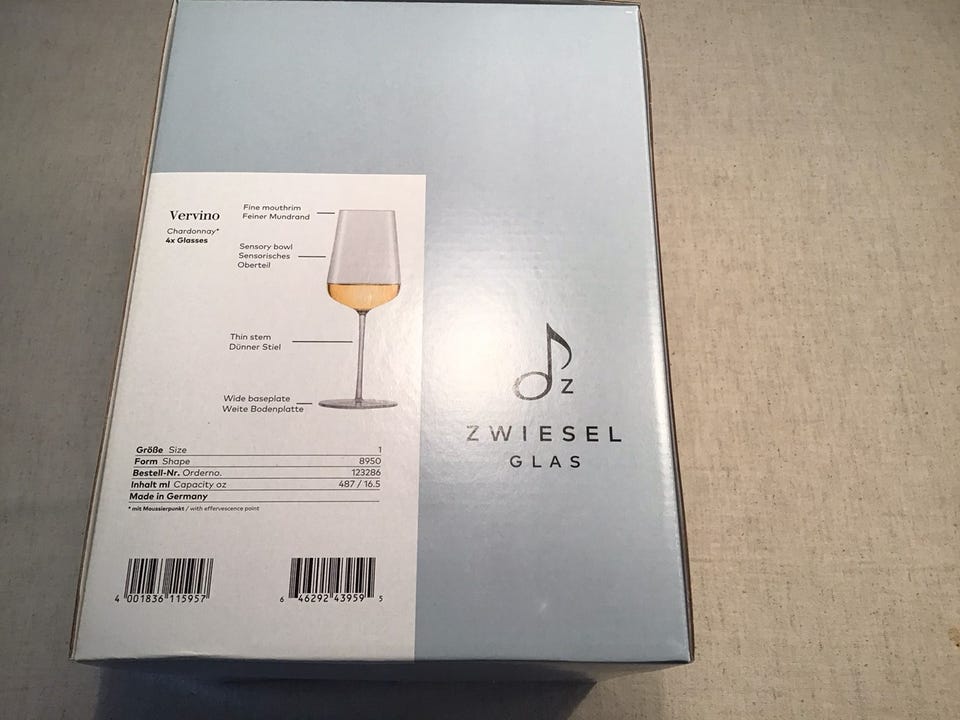 Vervino
Chardonnay*
4x Glasses
Fine mouthrim
Feiner Mundrand
Sensory bowl
Sensorisches
Oberteil
Thin stem
Dünner Stiel
Wide baseplate
Weite Bodenplatte
Größe Size 1
Form Shape 8950
Bestell-Nr. Orderno. 123286
Inhalt ml Capacity oz 487 / 16.5
Made in Germany
* mit Moussierpunkt / with effervescence point
4 001836 115957
6 46292 43959 5
Z
ZWIESEL
GLAS